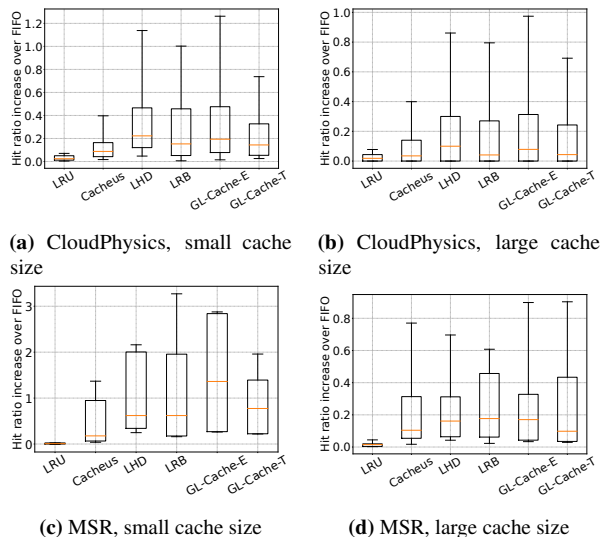 Hit ratio increase over FIFO
1.2
1.0
0.8
0.6
0.4
0.2
0.0
LRU
Cacheus
LHD
LRB
GL-Cache-E
GL-Cache-T
(a) CloudPhysics, small cache
size
Hit ratio increase over FIFO
1.0
0.8
0.6
0.4
0.2
0.0
LRU
Cacheus
LHD
LRB
GL-Cache-E
GL-Cache-T
(b) CloudPhysics, large cache
size
Hit ratio increase over FIFO
3
2
1
0
LRU
Cacheus
LHD
LRB
GL-Cache-E
GL-Cache-T
(c) MSR, small cache size
Hit ratio increase over FIFO
0.8
0.6
0.4
0.2
0.0
LRU
Cacheus
LHD
LRB
GL-Cache-E
GL-Cache-T
(d) MSR, large cache size